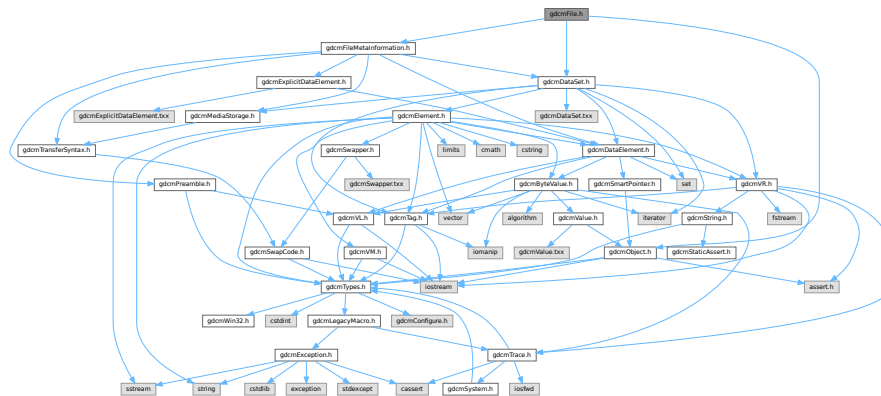 gdcmFile.h
gdcmFileMetaInformation.h
gdcmExplicitDataElement.h
gdcmDataSet.h
gdcmExplicitDataElement.txx
gdcmMediaStorage.h
gdcmElement.h
gdcmDataSet.txx
gdcmTransferSyntax.h
gdcmSwapper.h
limits
cmath
cstring
gdcmDataElement.h
gdcmPreamble.h
gdcmSwapper.txx
gdcmByteValue.h
gdcmSmartPointer.h
set
gdcmVR.h
gdcmVL.h
gdcmTag.h
vector
algorithm
gdcmValue.h
iterator
gdcmString.h
fstream
gdcmSwapCode.h
gdcmVM.h
iomanip
gdcmValue.txx
gdcmObject.h
gdcmStaticAssert.h
gdcmTypes.h
iostream
assert.h
gdcmWin32.h
cstdint
gdcmLegacyMacro.h
gdcmConfigure.h
gdcmException.h
gdcmTrace.h
sstream
string
cstdlib
exception
stdexcept
cassert
gdcmSystem.h
iosfwd